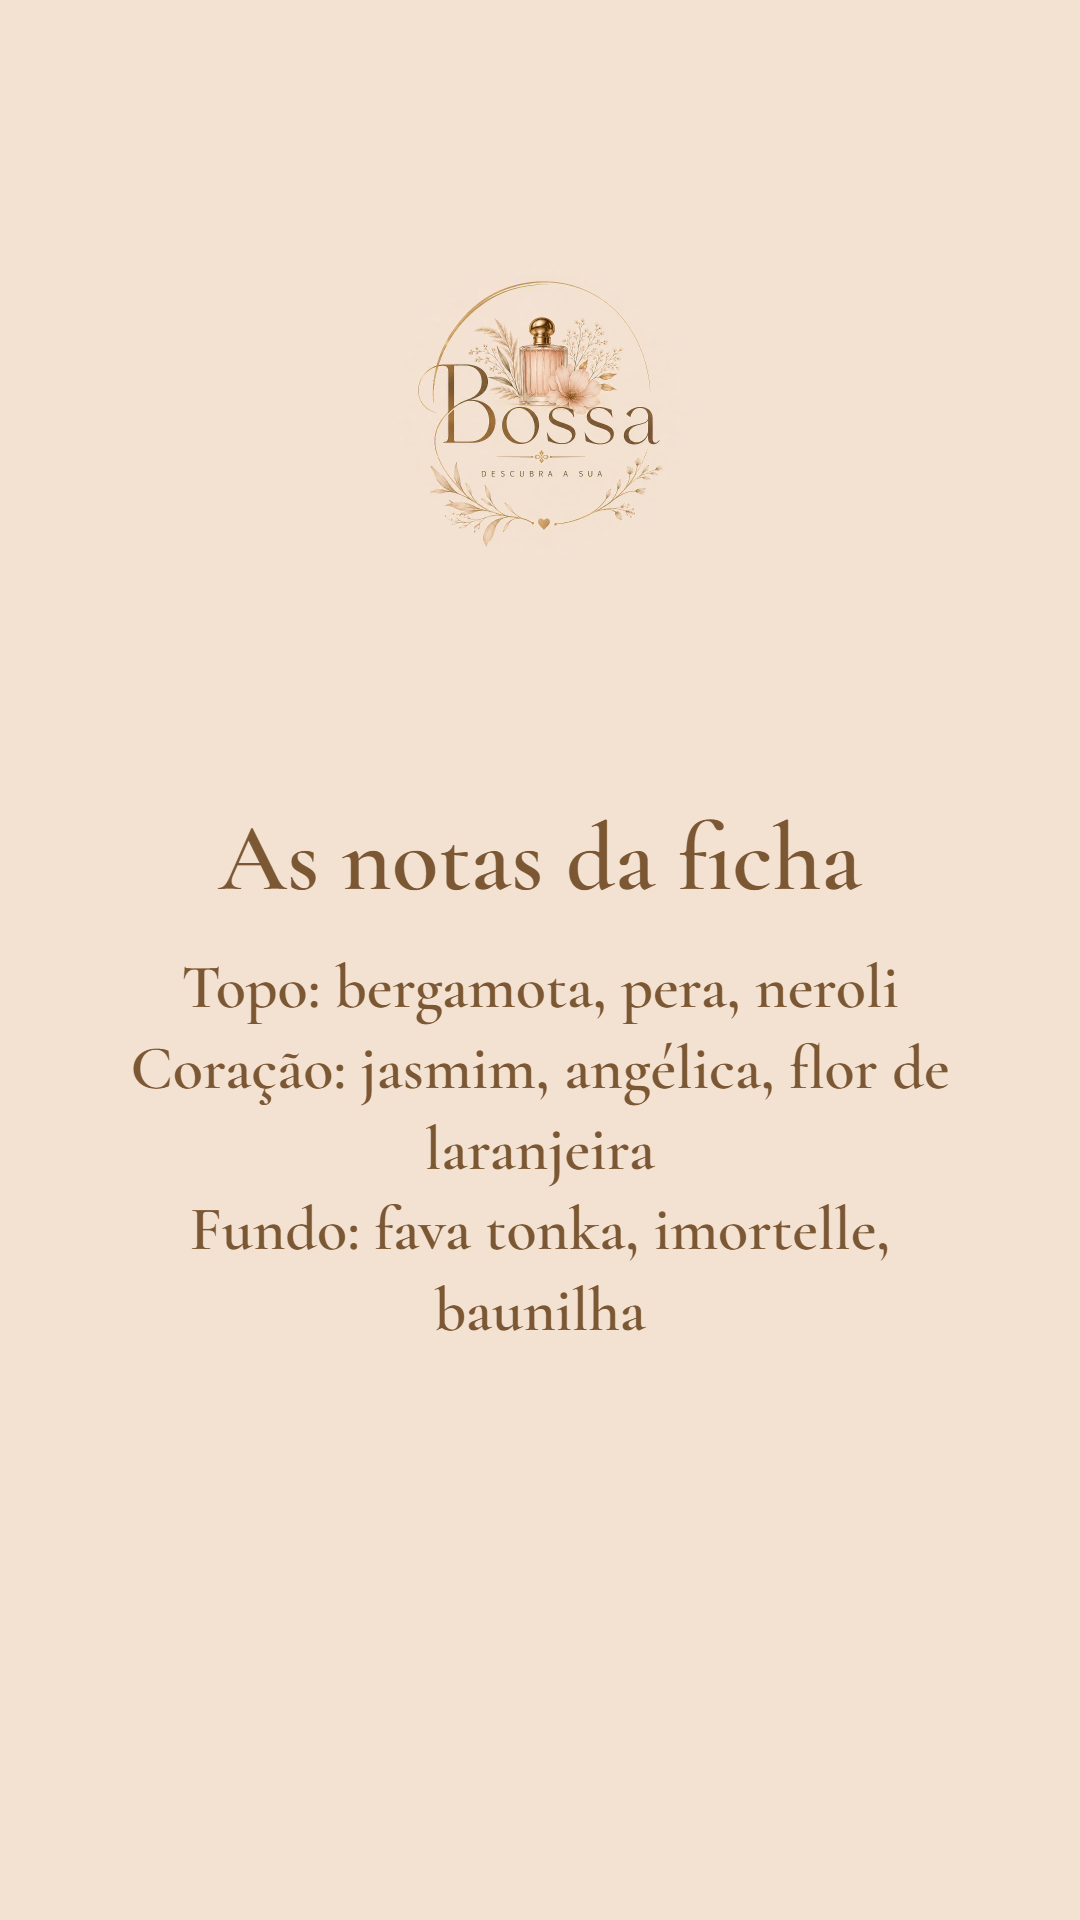 Bossa
DESCUBRA A SUA
As notas da ficha
Topo: bergamota, pera, neroli
Coração: jasmim, angélica, flor de
laranjeira
Fundo: fava tonka, imortelle,
baunilha